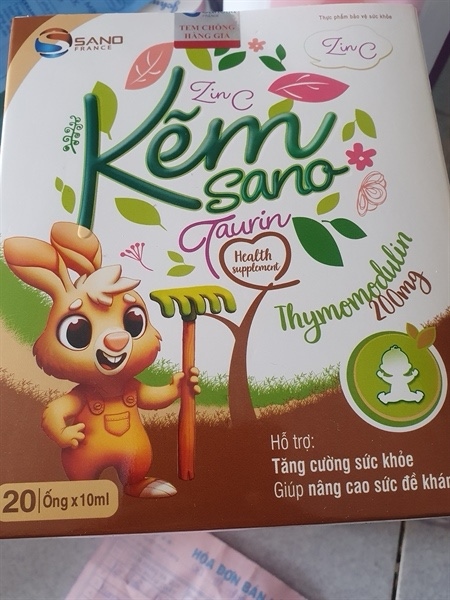 SANO
FRANCE
TEM CHỐNG
HÀNG GIẢ
Thực phẩm bảo vệ sức khỏe
Zin C
Zin C
Kẽm
sano
Taurin
Health
supplement
Thymomodulin
200mg
Hỗ trợ:
Tăng cường sức khỏe
Giúp nâng cao sức đề khán
20 Ống x 10ml
HÓA ĐƠN BÁN